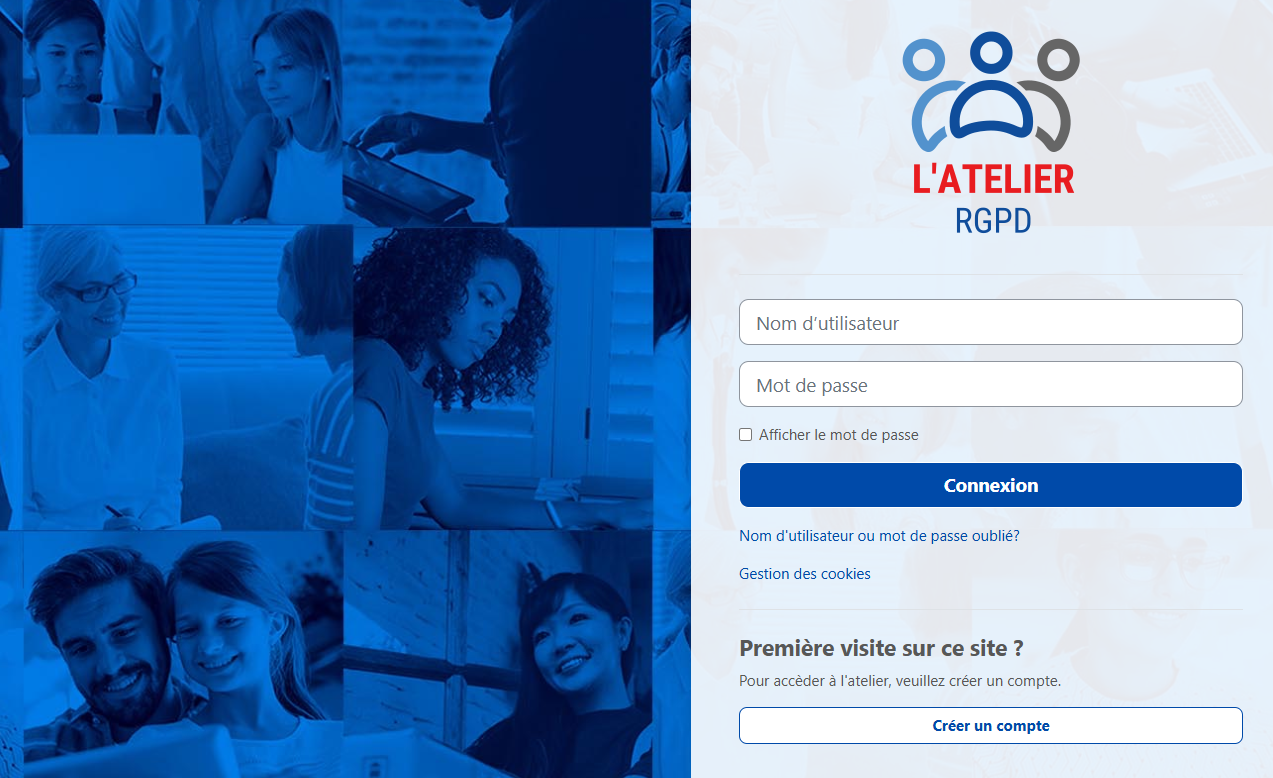 L'ATELIER
RGPD
Nom d’utilisateur
Mot de passe
Afficher le mot de passe
Connexion
Nom d'utilisateur ou mot de passe oublié?
Gestion des cookies
Première visite sur ce site ?
Pour accèder à l'atelier, veuillez créer un compte.
Créer un compte